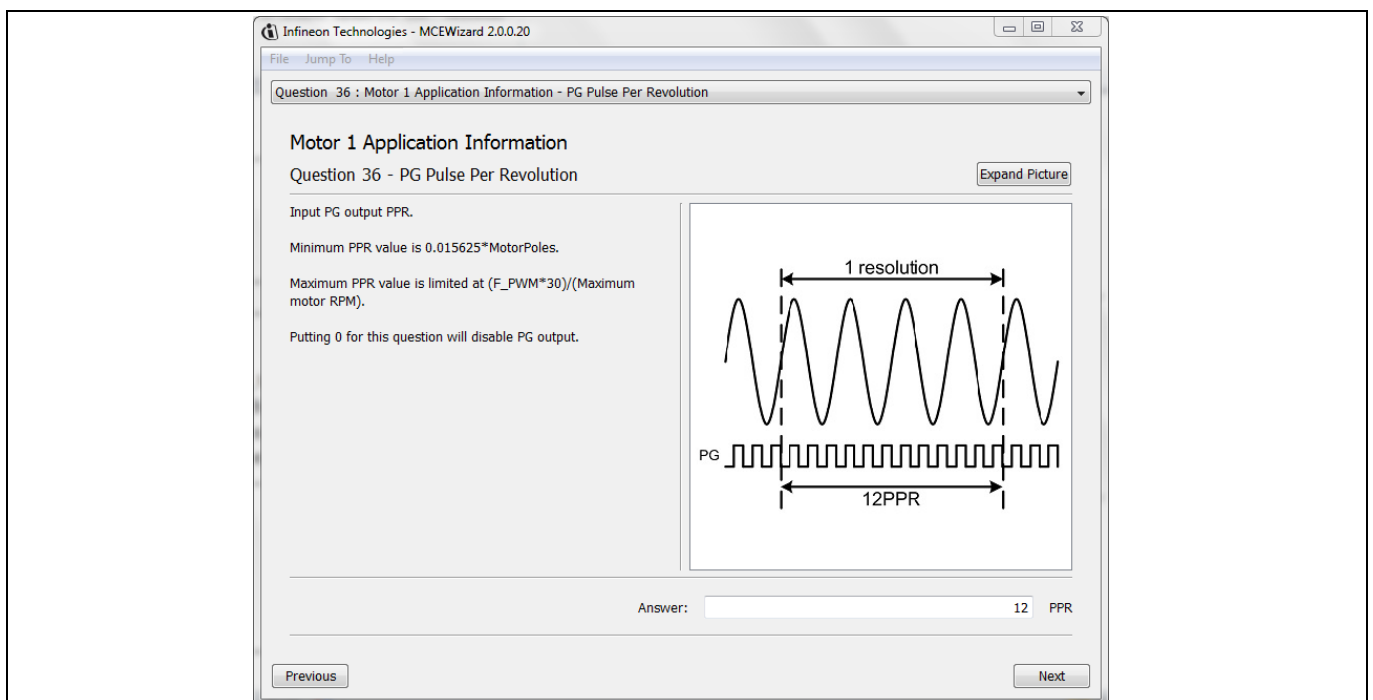 Infineon Technologies - MCEWizard 2.0.0.20
File Jump To Help
Question 36 : Motor 1 Application Information - PG Pulse Per Revolution
Motor 1 Application Information
Question 36 - PG Pulse Per Revolution
Expand Picture
Input PG output PPR.
Minimum PPR value is 0.015625*MotorPoles.
Maximum PPR value is limited at (F_PWM*30)/(Maximum
motor RPM).
Putting 0 for this question will disable PG output.
1 resolution
PG
12PPR
Answer: 12 PPR
Previous Next